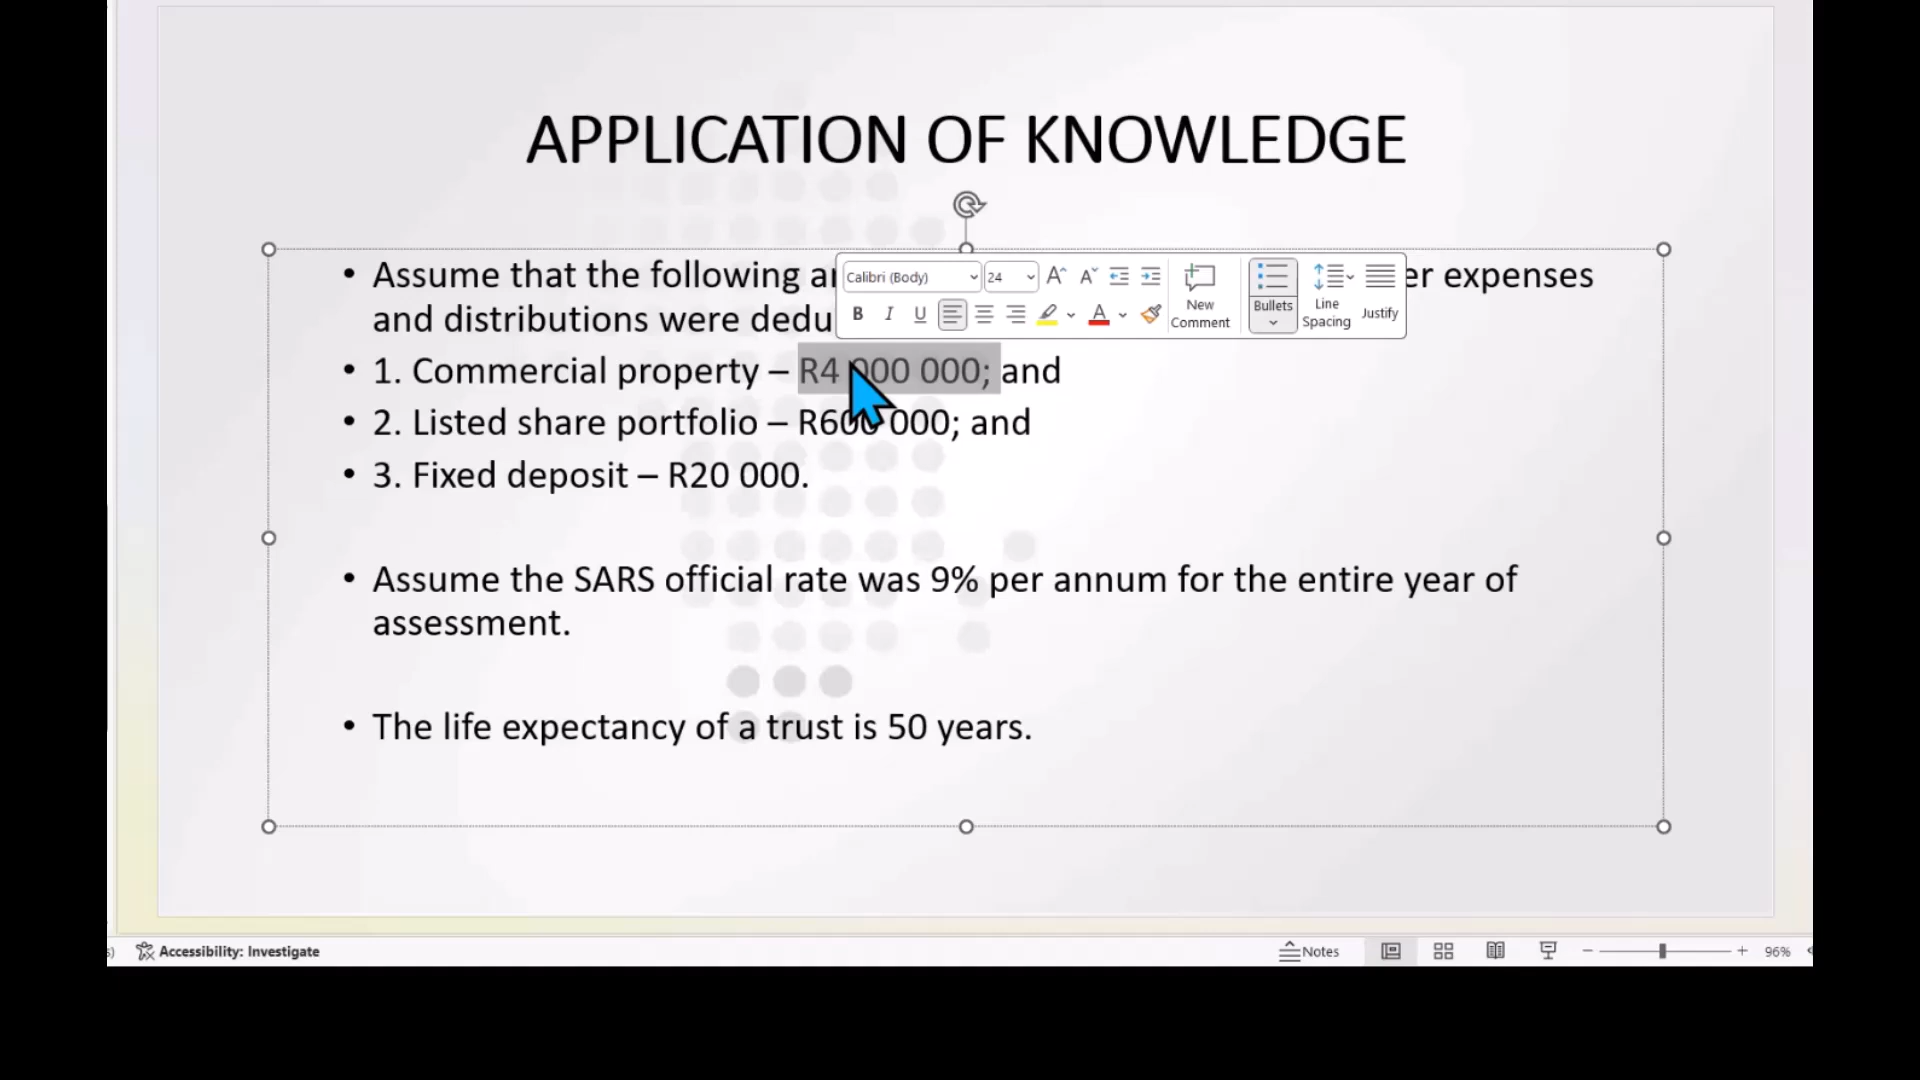 APPLICATION OF KNOWLEDGE
• Assume that the following er expenses
and distributions were
Calibri (Body) 24
B I U
New Comment
Bullets
Line Spacing
Justify
• 1. Commercial property – R4 000 000; and
• 2. Listed share portfolio – R600 000; and
• 3. Fixed deposit – R20 000.
• Assume the SARS official rate was 9% per annum for the entire year of
assessment.
• The life expectancy of a trust is 50 years.
Accessibility: Investigate Notes 96%